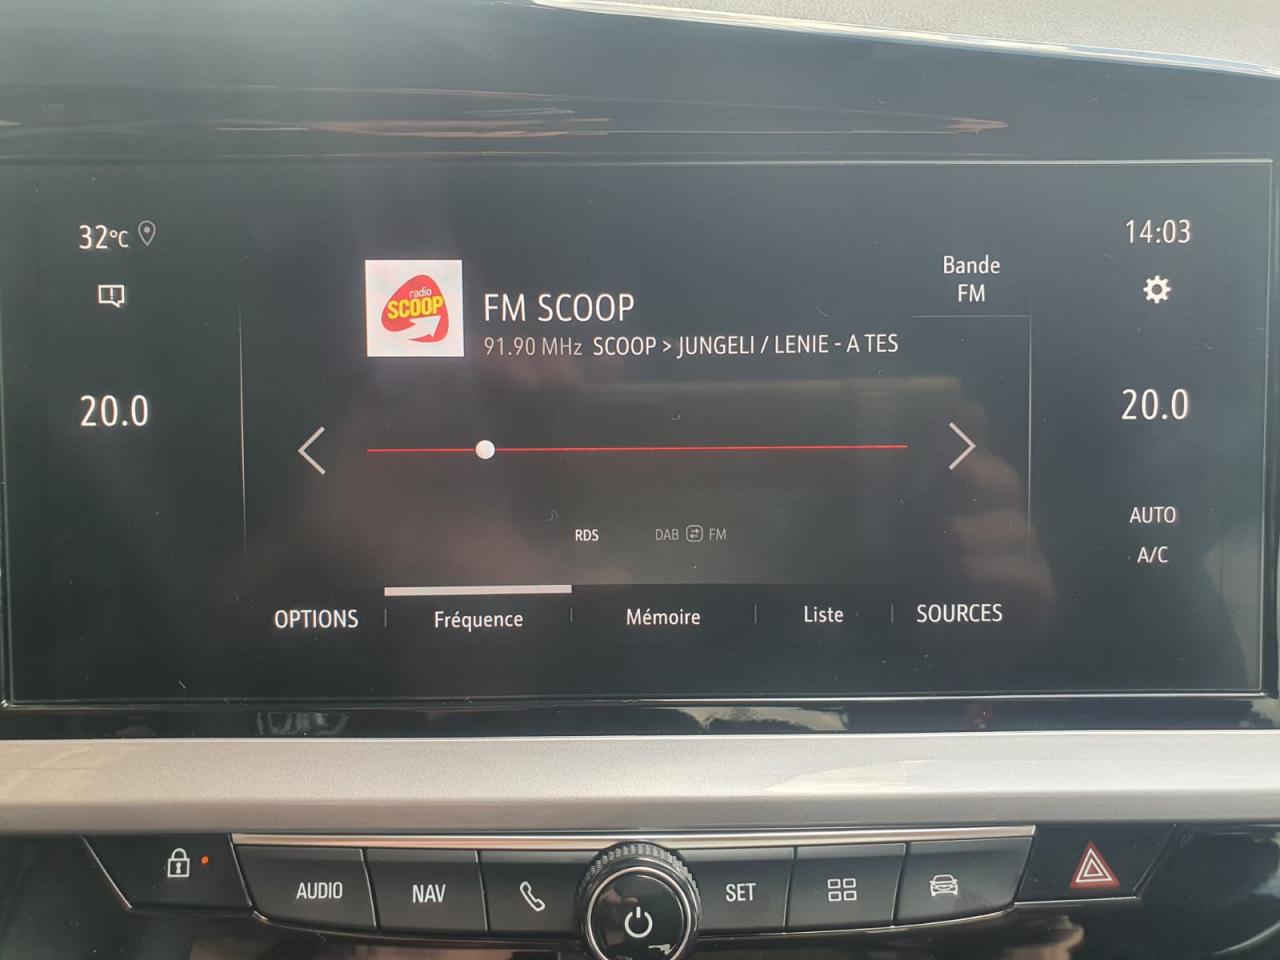 32°C
14:03
Bande
FM
radio
SCOOP
FM SCOOP
91.90 MHz SCOOP > JUNGELI / LENIE - A TES
20.0
20.0
RDS
DAB FM
AUTO
A/C
OPTIONS
Fréquence
Mémoire
Liste
SOURCES
AUDIO
NAV
SET